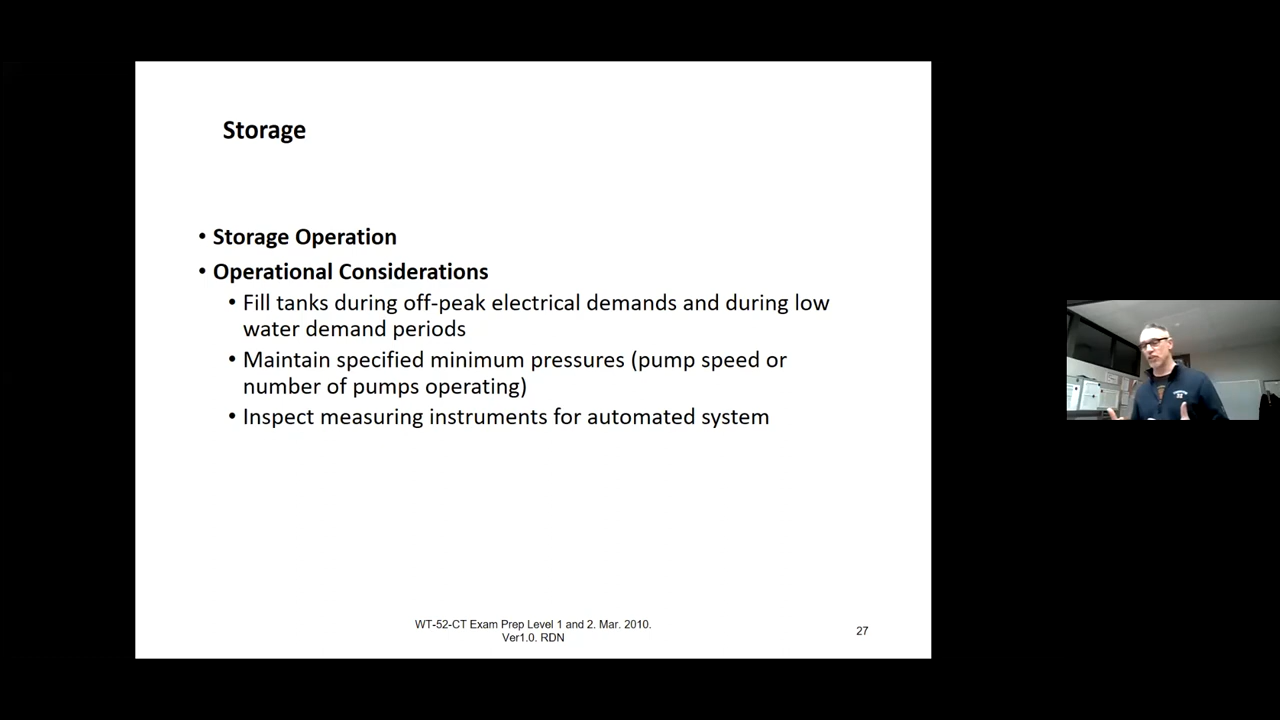 Storage
• Storage Operation
• Operational Considerations
• Fill tanks during off-peak electrical demands and during low
water demand periods
• Maintain specified minimum pressures (pump speed or
number of pumps operating)
• Inspect measuring instruments for automated system
WT-52-CT Exam Prep Level 1 and 2. Mar. 2010.
Ver1.0. RDN
27